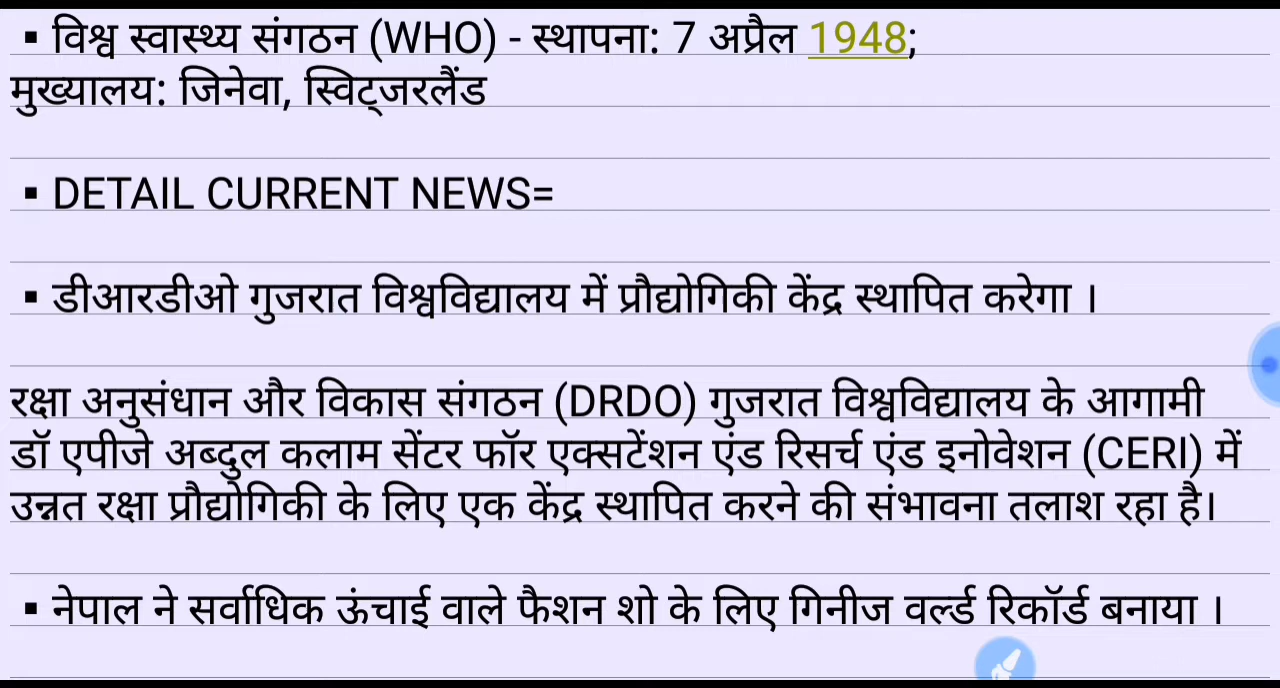 ▪ विश्व स्वास्थ्य संगठन (WHO) - स्थापना: 7 अप्रैल 1948;
मुख्यालय: जिनेवा, स्विट्जरलैंड
▪ DETAIL CURRENT NEWS=
▪ डीआरडीओ गुजरात विश्वविद्यालय में प्रौद्योगिकी केंद्र स्थापित करेगा ।
रक्षा अनुसंधान और विकास संगठन (DRDO) गुजरात विश्वविद्यालय के आगामी
डॉ एपीजे अब्दुल कलाम सेंटर फॉर एक्सटेंशन एंड रिसर्च एंड इनोवेशन (CERI) में
उन्नत रक्षा प्रौद्योगिकी के लिए एक केंद्र स्थापित करने की संभावना तलाश रहा है।
▪ नेपाल ने सर्वाधिक ऊंचाई वाले फैशन शो के लिए गिनीज वर्ल्ड रिकॉर्ड बनाया ।